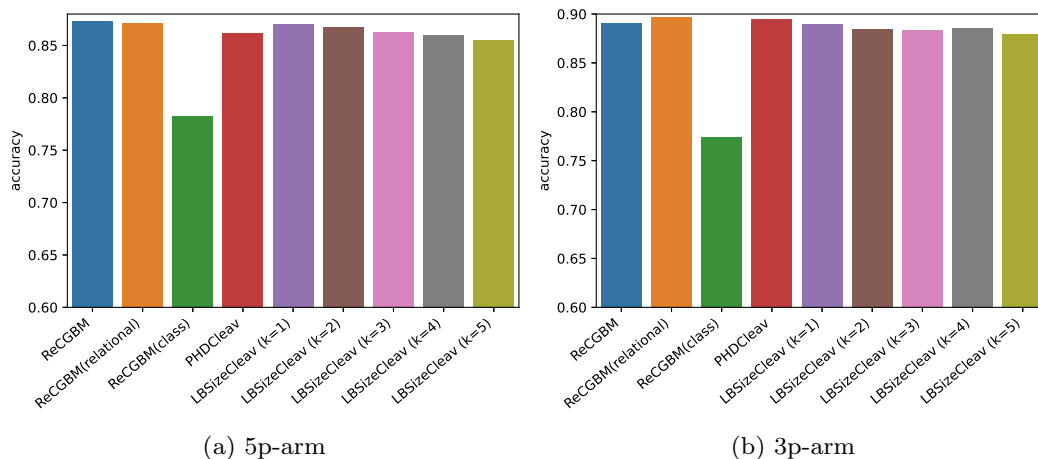 accuracy
0.85
0.80
0.75
0.70
0.65
0.60
ReCGBM
ReCGBM(relational)
ReCGBM(class)
PHDCleav
LBSizeCleav (k=1)
LBSizeCleav (k=2)
LBSizeCleav (k=3)
LBSizeCleav (k=4)
LBSizeCleav (k=5)
(a) 5p-arm
accuracy
0.90
0.85
0.80
0.75
0.70
0.65
0.60
ReCGBM
ReCGBM(relational)
ReCGBM(class)
PHDCleav
LBSizeCleav (k=1)
LBSizeCleav (k=2)
LBSizeCleav (k=3)
LBSizeCleav (k=4)
LBSizeCleav (k=5)
(b) 3p-arm